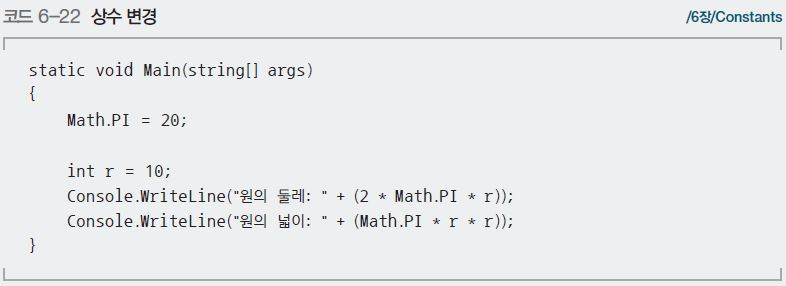 코드 6-22 상수 변경 /6장/Constants
static void Main(string[] args)
{
Math.PI = 20;
int r = 10;
Console.WriteLine("원의 둘레: " + (2 * Math.PI * r));
Console.WriteLine("원의 넓이: " + (Math.PI * r * r));
}